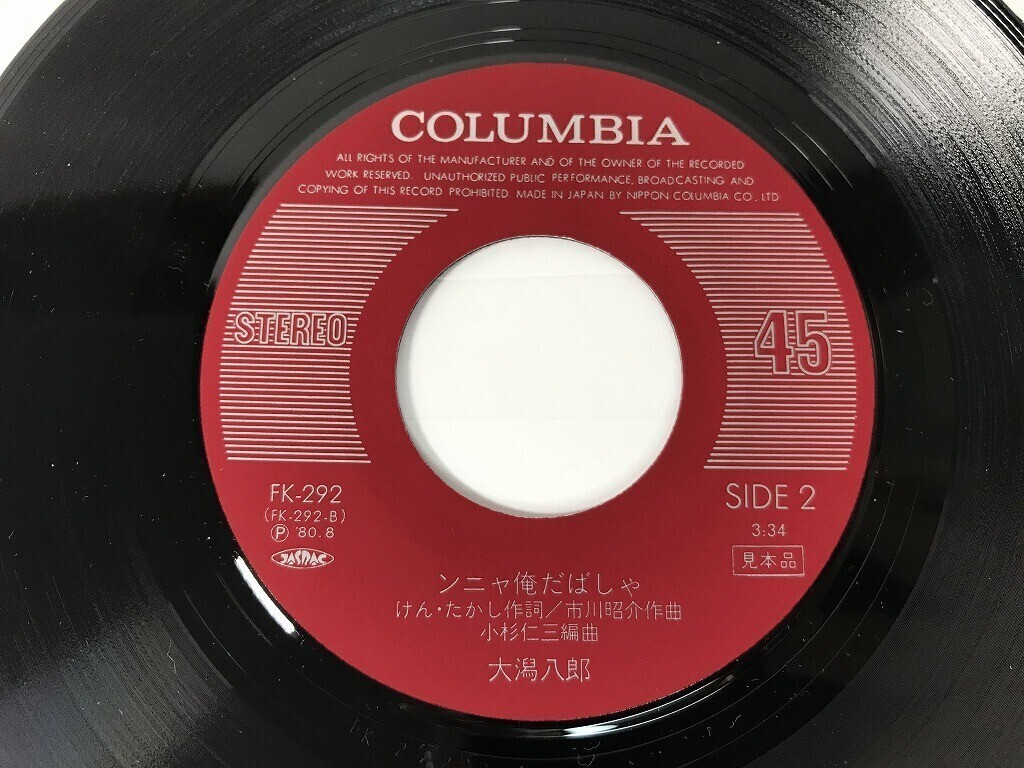 COLUMBIA
ALL RIGHTS OF THE MANUFACTURER AND OF THE OWNER OF THE RECORDED
WORK RESERVED. UNAUTHORIZED PUBLIC PERFORMANCE, BROADCASTING AND
COPYING OF THIS RECORD PROHIBITED. MADE IN JAPAN BY NIPPON COLUMBIA CO., LTD.
STEREO
45
FK-292
(FK-292-B)
Ⓟ '80.8
JASRAC
SIDE 2
3:34
見本品
ンニャ俺だばしゃ
けん・たかし作詞/市川昭介作曲
小杉仁三編曲
大潟八郎
FK 2